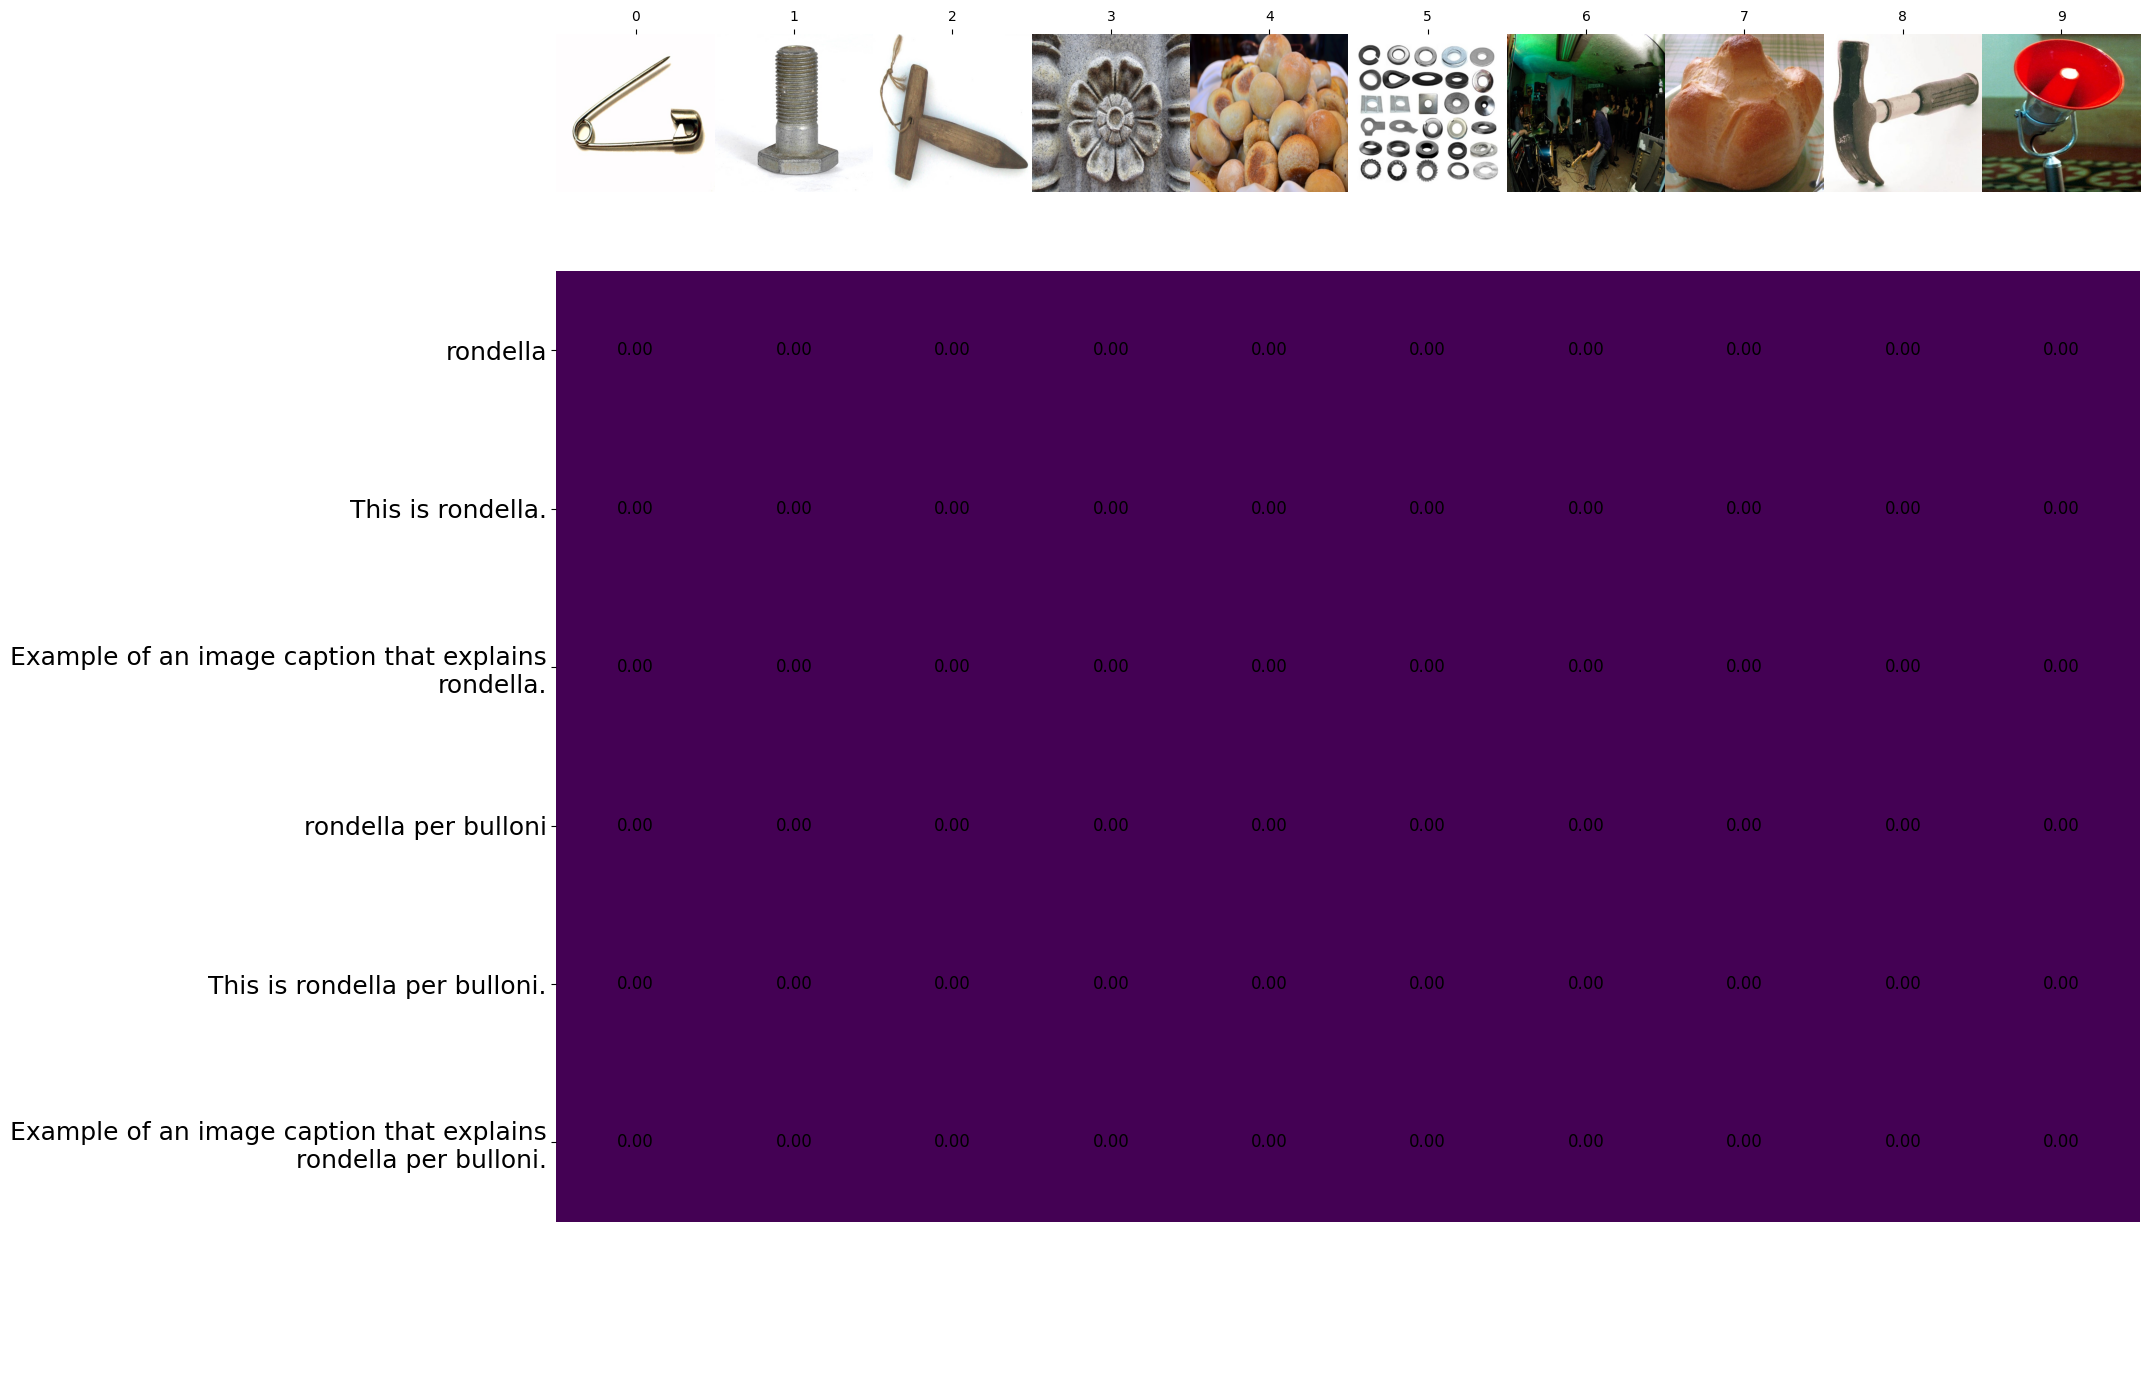 0 1 2 3 4 5 6 7 8 9
rondella 0.00 0.00 0.00 0.00 0.00 0.00 0.00 0.00 0.00 0.00
This is rondella. 0.00 0.00 0.00 0.00 0.00 0.00 0.00 0.00 0.00 0.00
Example of an image caption that explains
rondella. 0.00 0.00 0.00 0.00 0.00 0.00 0.00 0.00 0.00 0.00
rondella per bulloni 0.00 0.00 0.00 0.00 0.00 0.00 0.00 0.00 0.00 0.00
This is rondella per bulloni. 0.00 0.00 0.00 0.00 0.00 0.00 0.00 0.00 0.00 0.00
Example of an image caption that explains
rondella per bulloni. 0.00 0.00 0.00 0.00 0.00 0.00 0.00 0.00 0.00 0.00